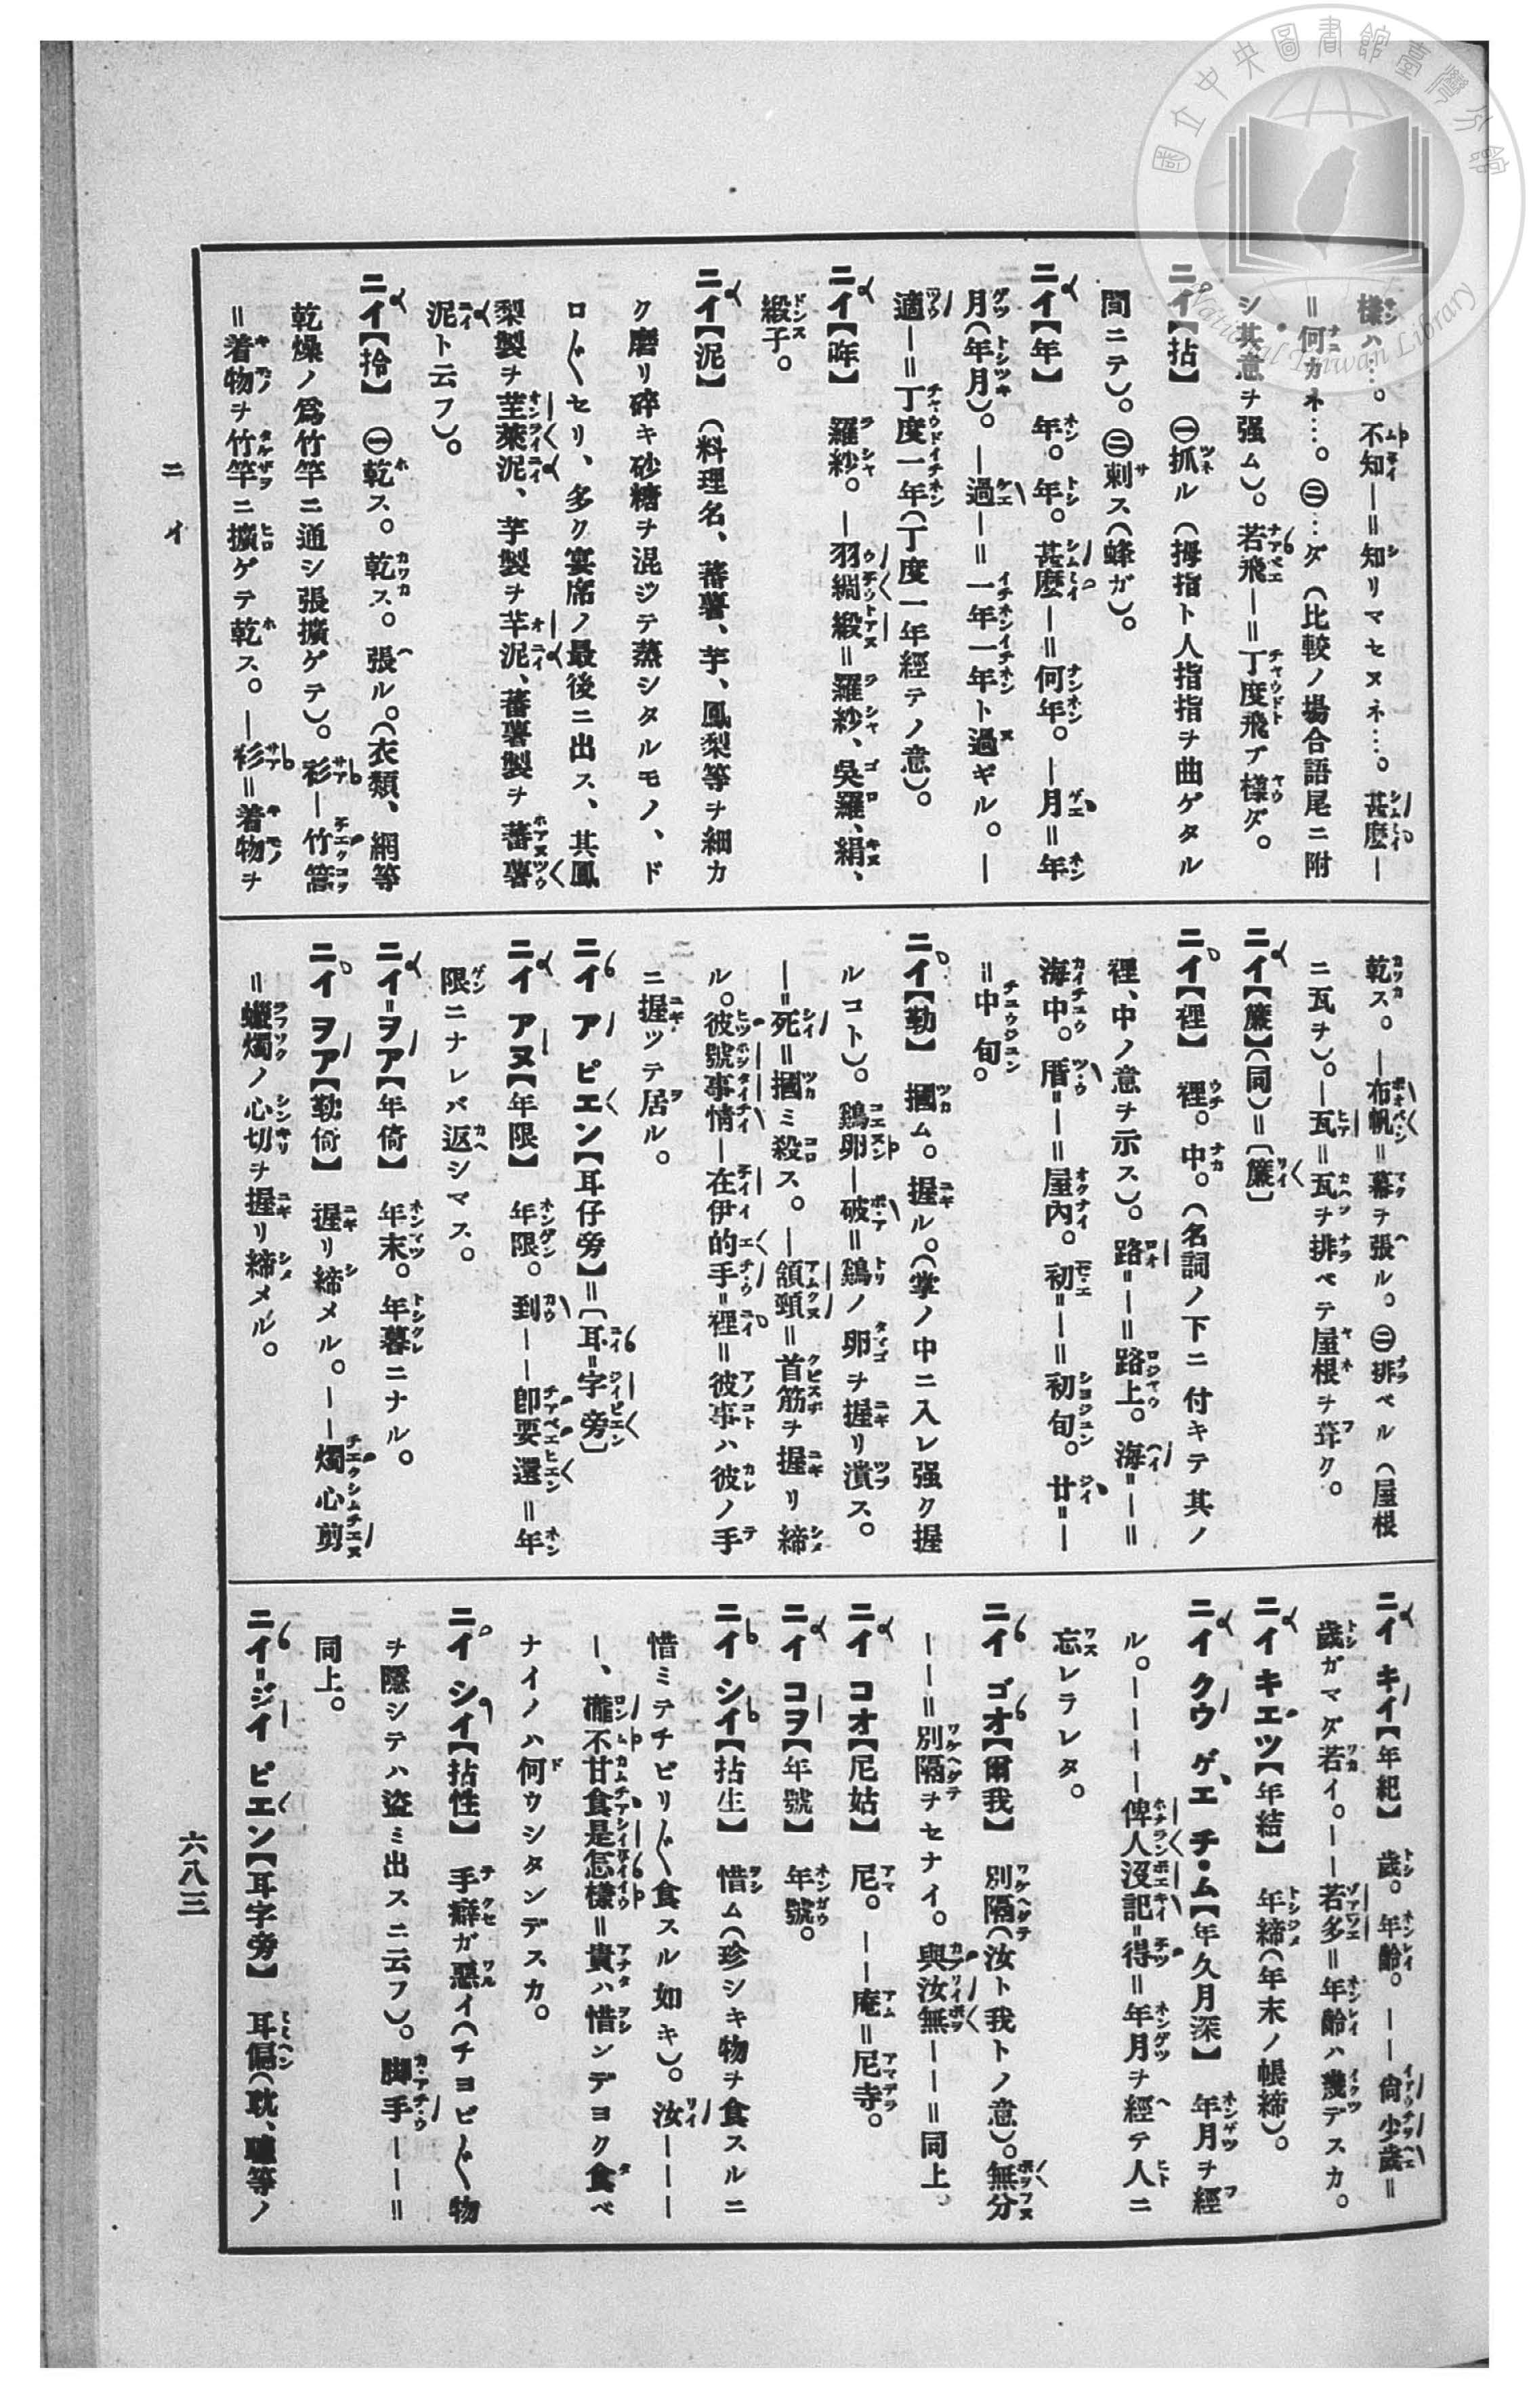 國立中央圖書館臺灣分館
National Taiwan Library
樣ハ…。不知―=知リマセヌネ…。甚麽―
=何カネ…。㊁…ダ(比較ノ場合語尾ニ附
シ其意ヲ强ム)。若飛―=丁度飛ブ樣ダ。
ニイ【拈】 ㊀抓ル(拇指ト人指指ヲ曲ゲタル
間ニテ)。㊁刺ス(蜂ガ)。
ニイ【年】 年。年。甚麽―=何年。―月=年
月(年月)。―過―=一年一年ト過ギル。―
適―=丁度一年(丁度一年經テノ意)。
ニイ【㖠】 羅紗。―羽綢緞=羅紗、吳羅、絹、
緞子。
ニイ【泥】 (料理名、蕃薯、芋、鳳梨等ヲ細カ
ク磨リ碎キ砂糖ヲ混ジテ蒸シタルモノ、ド
ロ〱セリ、多ク宴席ノ最後ニ出ス、其鳳
梨製ヲ
萊泥、芋製ヲ芋泥、蕃薯製ヲ蕃薯
泥ト云フ)。
ニイ【拎】 ㊀乾ス。乾ス。張ル。(衣類、網等
乾燥ノ爲竹竿ニ通シ張擴ゲテ)。衫―竹篙
=着物ヲ竹竿ニ擴ゲテ乾ス。―衫=着物ヲ
乾ス。―布帆=幕ヲ張ル。㊁排ベル(屋根
ニ瓦ヲ)。―瓦=瓦ヲ排ベテ屋根ヲ葺ク。
ニイ【簾】(同)=〔簾〕
ニイ【裡】 裡。中。(名詞ノ下ニ付キテ其ノ
裡、中ノ意ヲ示ス)。路=―=路上。海=―=
海中。厝=―=屋內。初=―=初旬。廿=―
=中旬。
ニイ【勒】 摑ム。握ル。(掌ノ中ニ入レ强ク握
ルコト)。鷄卵―破=鷄ノ卵ヲ握リ潰ス。
―=死=摑ミ殺ス。―頷頸=首筋ヲ握リ締
ル。彼號事情―在伊的手=裡=彼事ハ彼ノ手
ニ握ツテ居ル。
ニイ ア ピエン【耳仔旁】=〔耳=字旁〕
ニイ アヌ【年限】 年限。到――卽要還=年
限ニナレバ返シマス。
ニイ=ヲア【年倚】 年末。年暮ニナル。
ニイ ヲア【勒倚】 握リ締メル。――燭心剪
=蠟燭ノ心切ヲ握リ締メル。
ニイ キイ【年紀】 歲。年齡。――尙少歲=
歲ガマダ若イ。――若多=年齡ハ幾デスカ。
ニイ キエツ【年結】 年締(年末ノ帳締)。
ニイ クウ ゲエ チ・ム【年久月深】 年月ヲ經
ル。――――俾人沒記=得=年月ヲ經テ人ニ
忘レラレタ。
ニイ ゴオ【爾我】 別隔(汝ト我トノ意)。無分
――=別隔ヲセナイ。與汝無――=同上。
ニイ コオ【尼姑】 尼。――庵=尼寺。
ニイ コヲ【年號】 年號。
ニイ シイ【拈生】 惜ム(珍シキ物ヲ食スルニ
惜ミテチビリ〱食スル如キ)。汝―――
―、攏不甘食是怎樣=貴ハ惜ンデヨク食ベ
ナイノハ何ウシタンデスカ。
ニイ シイ【拈性】 手癖ガ惡イ(チヨビ〱物
ヲ隱シテハ盜ミ出スニ云フ)。脚手――=
同上。
ニイ=ジイ ピエン【耳字旁】 耳偏(耽、聽等ノ
ニイ
六八三